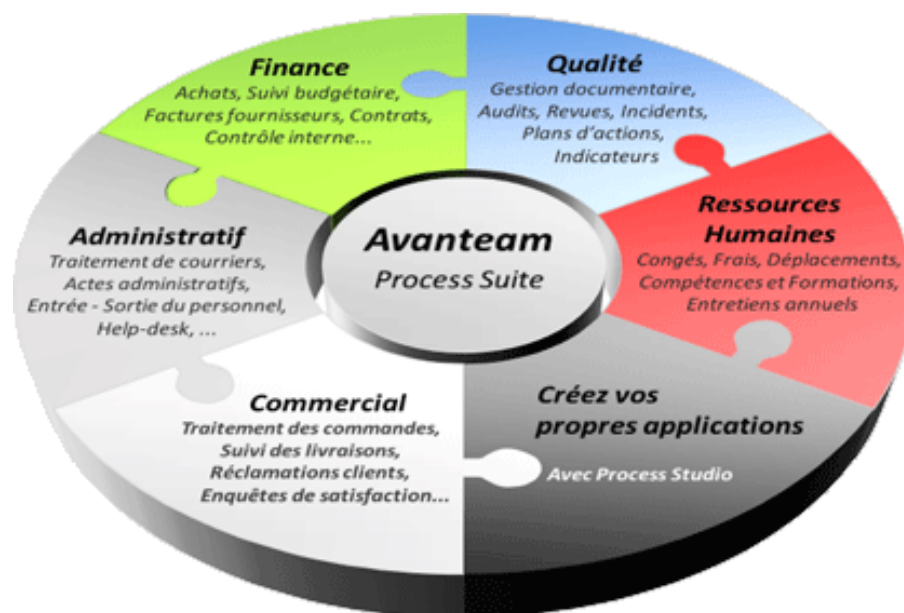 Finance
Achats, Suivi budgétaire,
Factures fournisseurs, Contrats,
Contrôle interne...
Qualité
Gestion documentaire,
Audits, Revues, Incidents,
Plans d'actions,
Indicateurs
Administratif
Traitement de courriers,
Actes administratifs,
Entrée - Sortie du personnel,
Help-desk, ...
Avanteam
Process Suite
Ressources
Humaines
Congés, Frais, Déplacements,
Compétences et Formations,
Entretiens annuels
Commercial
Traitement des commandes,
Suivi des livraisons,
Réclamations clients,
Enquêtes de satisfaction...
Créez vos
propres applications
Avec Process Studio